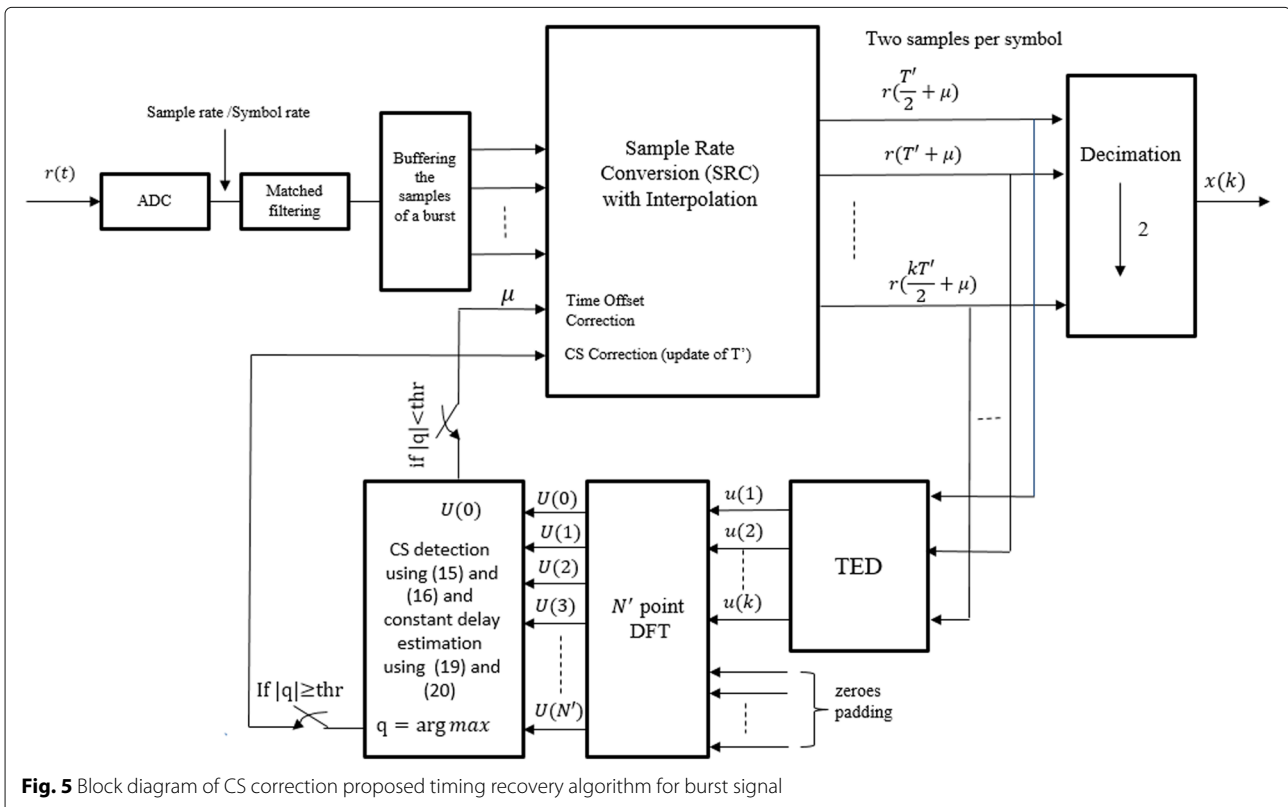 Two samples per symbol
Sample rate /Symbol rate
r(t)
ADC
Matched
filtering
Buffering
the
samples
of a burst
Sample Rate
Conversion (SRC)
with Interpolation
μ
Time Offset
Correction
CS Correction (update of T’)
r(T′/2 + μ)
r(T′ + μ)
r(kT′/2 + μ)
Decimation
2
x(k)
if |q|<thr
If |q|≥thr
U(0)
CS detection
using (15) and
(16) and
constant delay
estimation
using (19) and
(20)
q = arg max
U(0)
U(1)
U(2)
U(3)
U(N′)
N′ point
DFT
u(1)
u(2)
u(k)
TED
zeroes
padding
Fig. 5 Block diagram of CS correction proposed timing recovery algorithm for burst signal